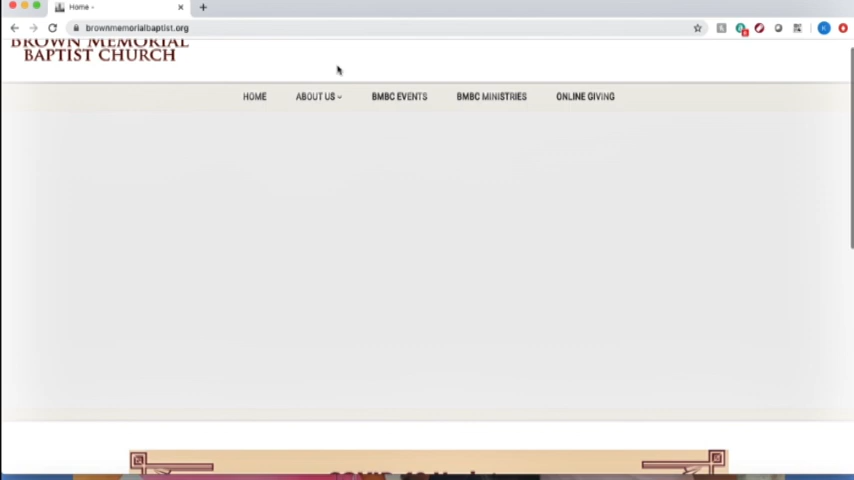 Home -
brownmemorialbaptist.org
BROWN MEMORIAL
BAPTIST CHURCH
HOME ABOUT US BMBC EVENTS BMBC MINISTRIES ONLINE GIVING